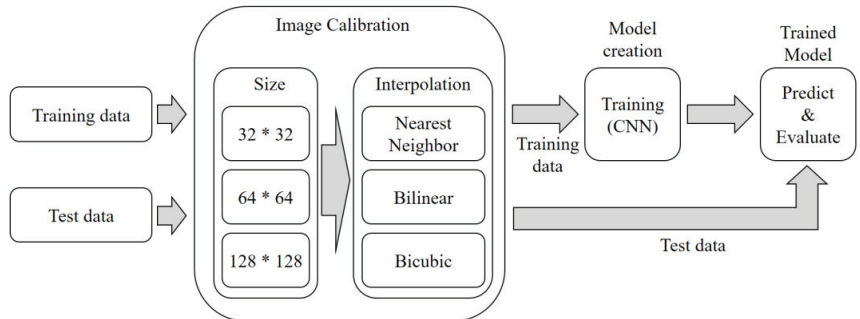 Image Calibration
Training data
Test data
Size
32 * 32
64 * 64
128 * 128
Interpolation
Nearest
Neighbor
Bilinear
Bicubic
Training
data
Model
creation
Training
(CNN)
Trained
Model
Predict
&
Evaluate
Test data